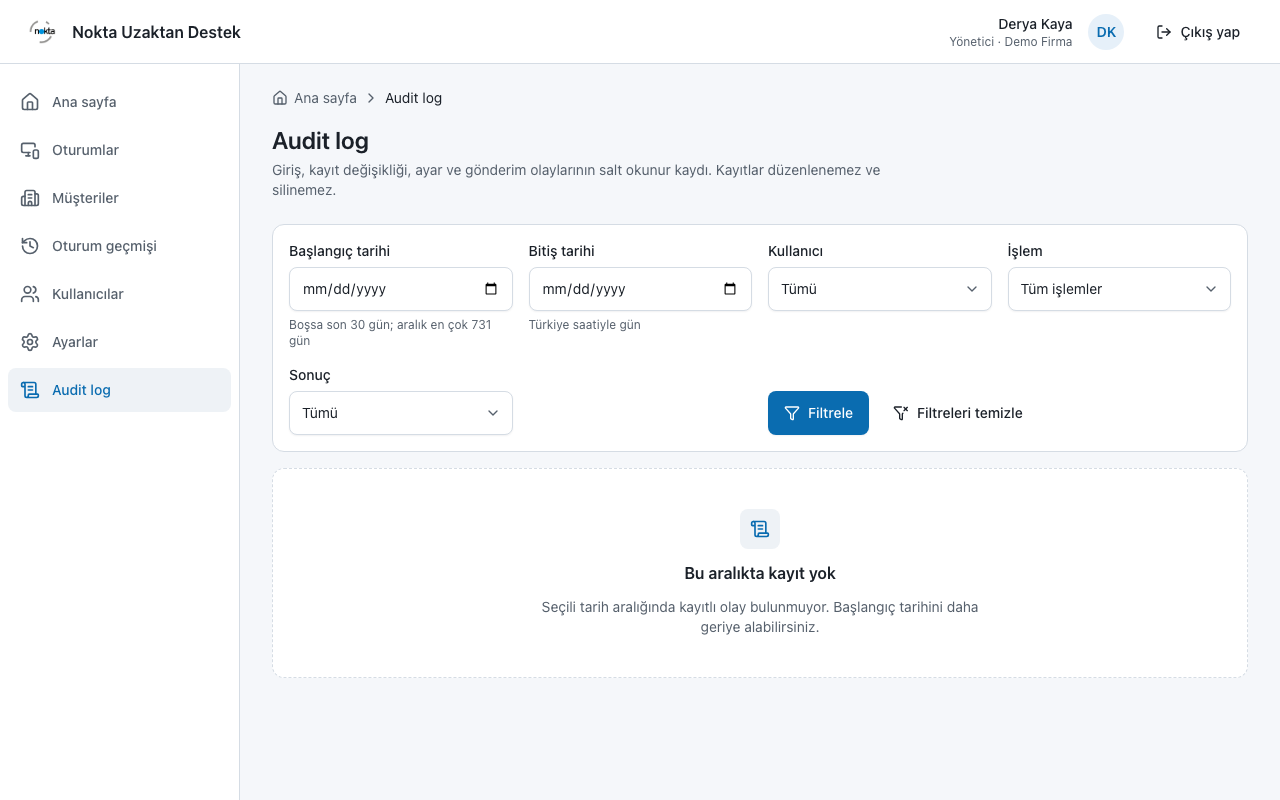 nokta
Nokta Uzaktan Destek
Derya Kaya
Yönetici · Demo Firma
DK
Çıkış yap
Ana sayfa
Oturumlar
Müşteriler
Oturum geçmişi
Kullanıcılar
Ayarlar
Audit log
Ana sayfa
Audit log
Audit log
Giriş, kayıt değişikliği, ayar ve gönderim olaylarının salt okunur kaydı. Kayıtlar düzenlenemez ve
silinemez.
Başlangıç tarihi
Bitiş tarihi
Kullanıcı
İşlem
mm/dd/yyyy
mm/dd/yyyy
Tümü
Tüm işlemler
Boşsa son 30 gün; aralık en çok 731
gün
Türkiye saatiyle gün
Sonuç
Tümü
Filtrele
Filtreleri temizle
Bu aralıkta kayıt yok
Seçili tarih aralığında kayıtlı olay bulunmuyor. Başlangıç tarihini daha
geriye alabilirsiniz.